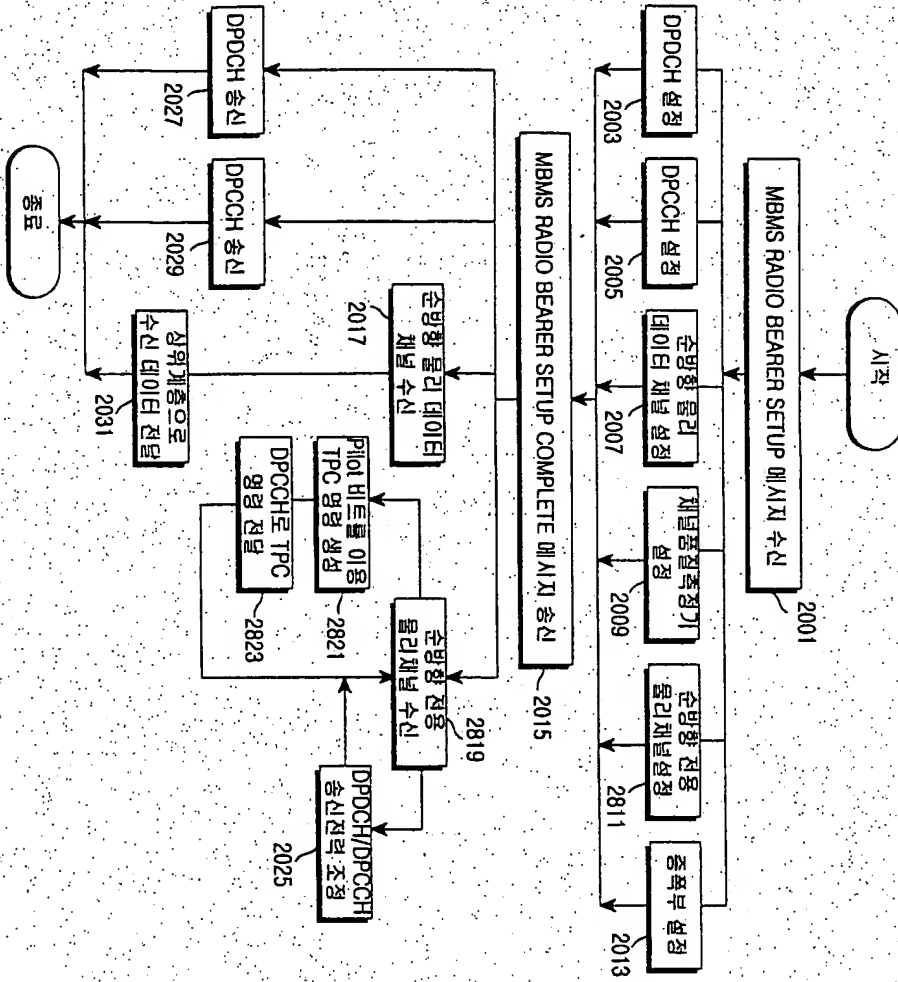 시작
MBMS RADIO BEARER SETUP 메시지 수신
2001
DPDCH 설정
2003
DPCCH 설정
2005
순방향 물리
데이터 채널 설정
2007
채널품질측정기
설정
2009
순방향 전용
물리채널설정
2811
증폭부 설정
2013
MBMS RADIO BEARER SETUP COMPLETE 메시지 송신
2015
순방향 물리 데이터
채널 수신
2017
순방향 전용
물리채널 수신
2819
Pilot 비트를 이용
TPC 명령 생성
2821
DPCCH로 TPC
명령 전달
2823
DPDCH/DPCCH
송신전력 조정
2025
DPDCH 송신
2027
DPCCH 송신
2029
상위계층으로
수신 데이터 전달
2031
종료